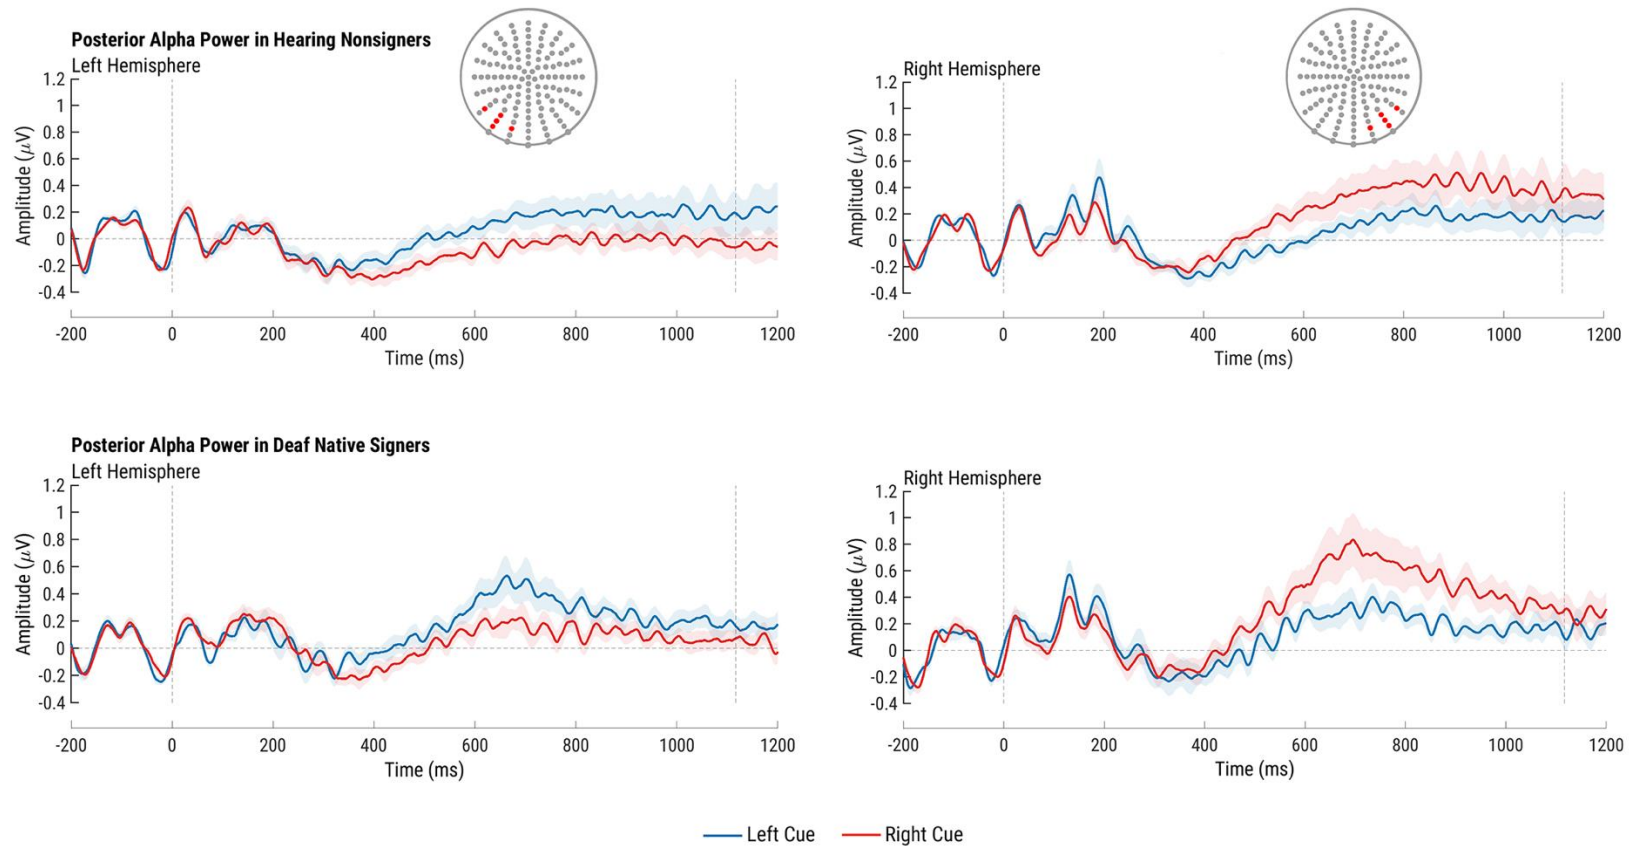 Posterior Alpha Power in Hearing Nonsigners
Left Hemisphere
1.2
1
0.8
0.6
0.4
0.2
0
-0.2
-0.4
Amplitude (μV)
-200 0 200 400 600 800 1000 1200
Time (ms)
Right Hemisphere
1.2
1
0.8
0.6
0.4
0.2
0
-0.2
-0.4
Amplitude (μV)
-200 0 200 400 600 800 1000 1200
Time (ms)
Posterior Alpha Power in Deaf Native Signers
Left Hemisphere
1.2
1
0.8
0.6
0.4
0.2
0
-0.2
-0.4
Amplitude (μV)
-200 0 200 400 600 800 1000 1200
Time (ms)
Right Hemisphere
1.2
1
0.8
0.6
0.4
0.2
0
-0.2
-0.4
Amplitude (μV)
-200 0 200 400 600 800 1000 1200
Time (ms)
Left Cue Right Cue